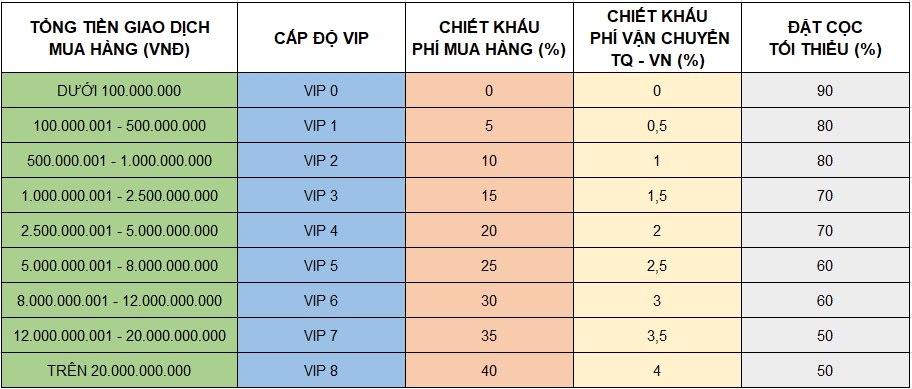 TỔNG TIỀN GIAO DỊCH
MUA HÀNG (VNĐ)
CẤP ĐỘ VIP
CHIẾT KHẤU
PHÍ MUA HÀNG (%)
CHIẾT KHẤU
PHÍ VẬN CHUYỂN
TQ - VN (%)
ĐẶT CỌC
TỐI THIỂU (%)
DƯỚI 100.000.000 VIP 0 0 0 90
100.000.001 - 500.000.000 VIP 1 5 0,5 80
500.000.001 - 1.000.000.000 VIP 2 10 1 80
1.000.000.001 - 2.500.000.000 VIP 3 15 1,5 70
2.500.000.001 - 5.000.000.000 VIP 4 20 2 70
5.000.000.001 - 8.000.000.000 VIP 5 25 2,5 60
8.000.000.001 - 12.000.000.000 VIP 6 30 3 60
12.000.000.001 - 20.000.000.000 VIP 7 35 3,5 50
TRÊN 20.000.000.000 VIP 8 40 4 50